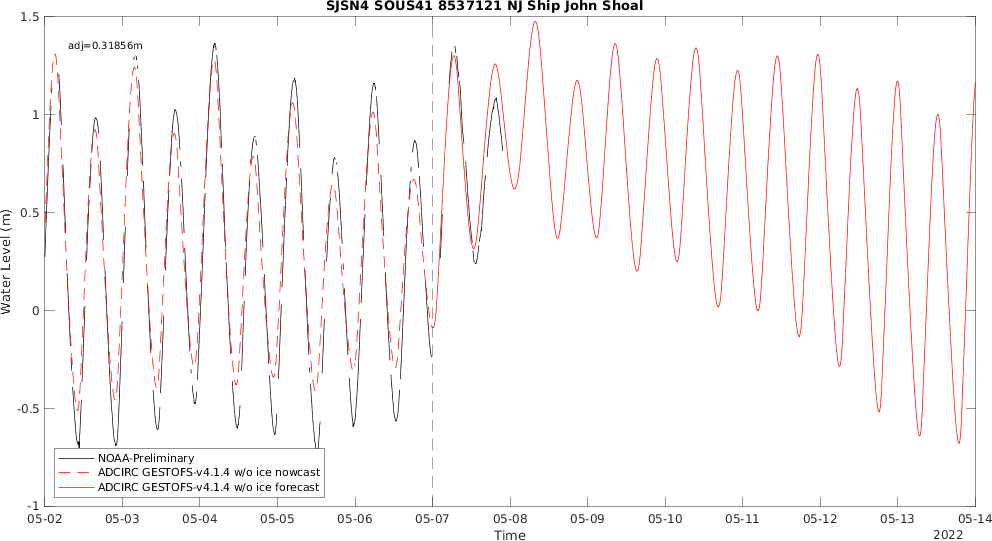 SJSN4 SOUS41 8537121 NJ Ship John Shoal
adj=0.31856m
1.5
1
0.5
0
-0.5
-1
Water Level (m)
NOAA-Preliminary
ADCIRC GESTOFS-v4.1.4 w/o ice nowcast
ADCIRC GESTOFS-v4.1.4 w/o ice forecast
05-02 05-03 05-04 05-05 05-06 05-07 05-08 05-09 05-10 05-11 05-12 05-13 05-14
Time
2022